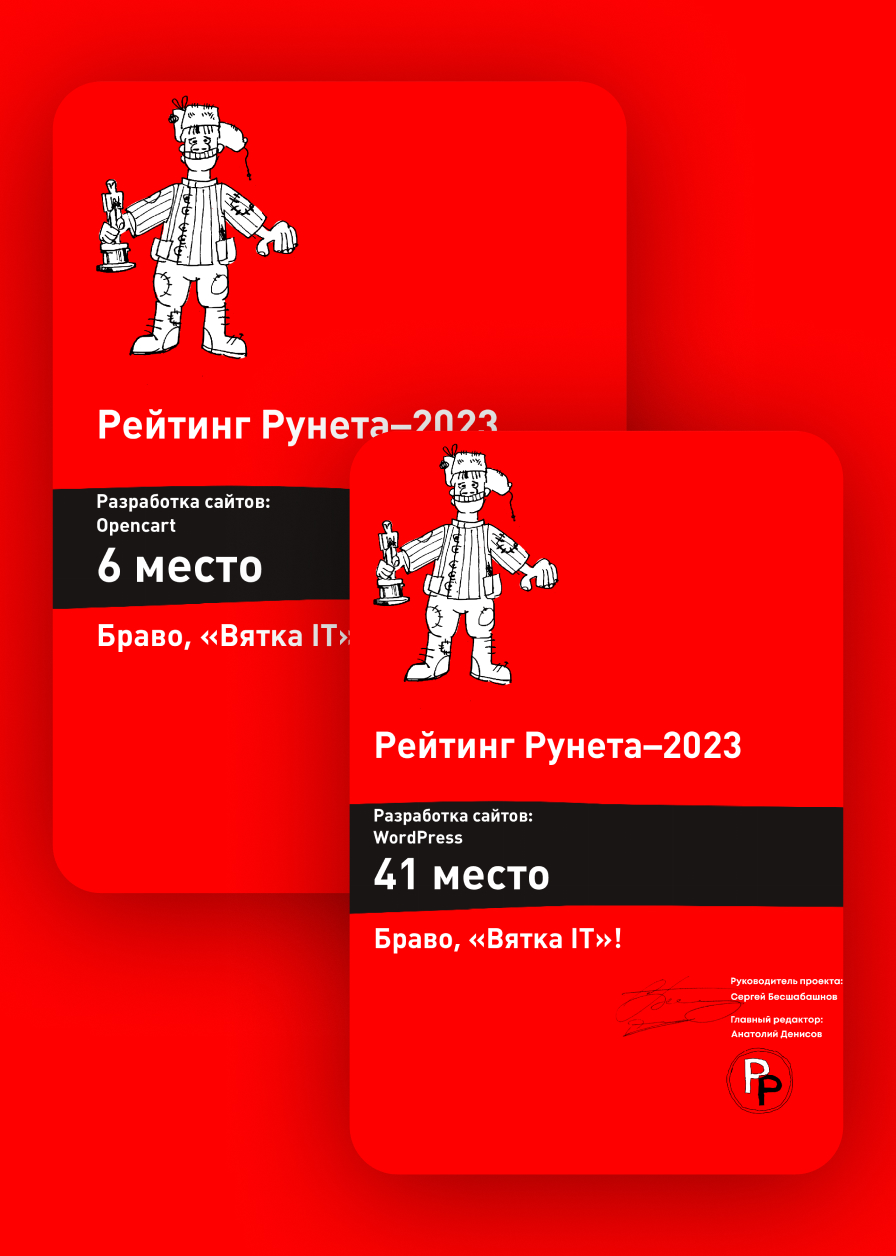 Рейтинг Рунета–2023
Разработка сайтов:
Opencart
6 место
Браво, «Вятка IT»
Рейтинг Рунета–2023
Разработка сайтов:
WordPress
41 место
Браво, «Вятка IT»!
Руководитель проекта:
Сергей Бесшабашнов
Главный редактор:
Анатолий Денисов
РР